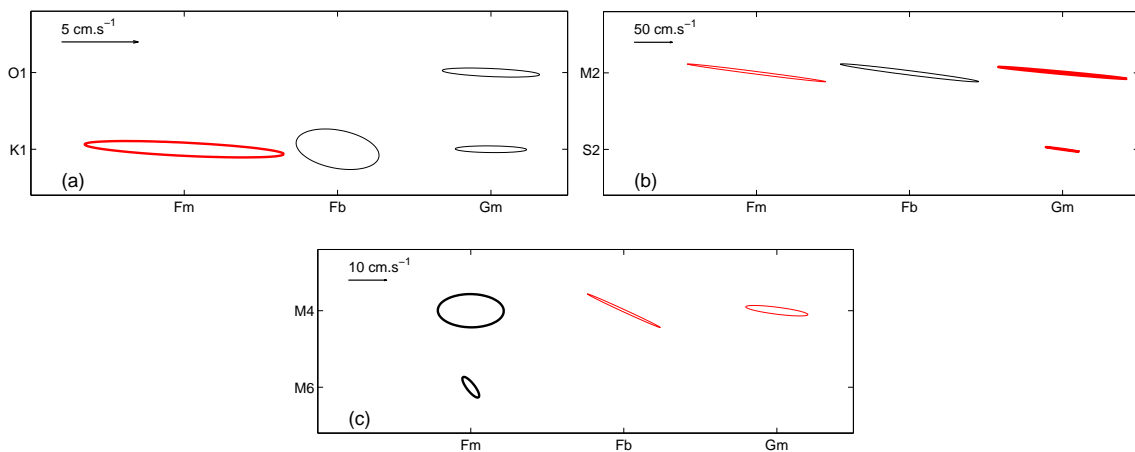 5 cm.s⁻¹
O1
K1
(a)
Fm Fb Gm
50 cm.s⁻¹
M2
S2
(b)
Fm Fb Gm
10 cm.s⁻¹
M4
M6
(c)
Fm Fb Gm